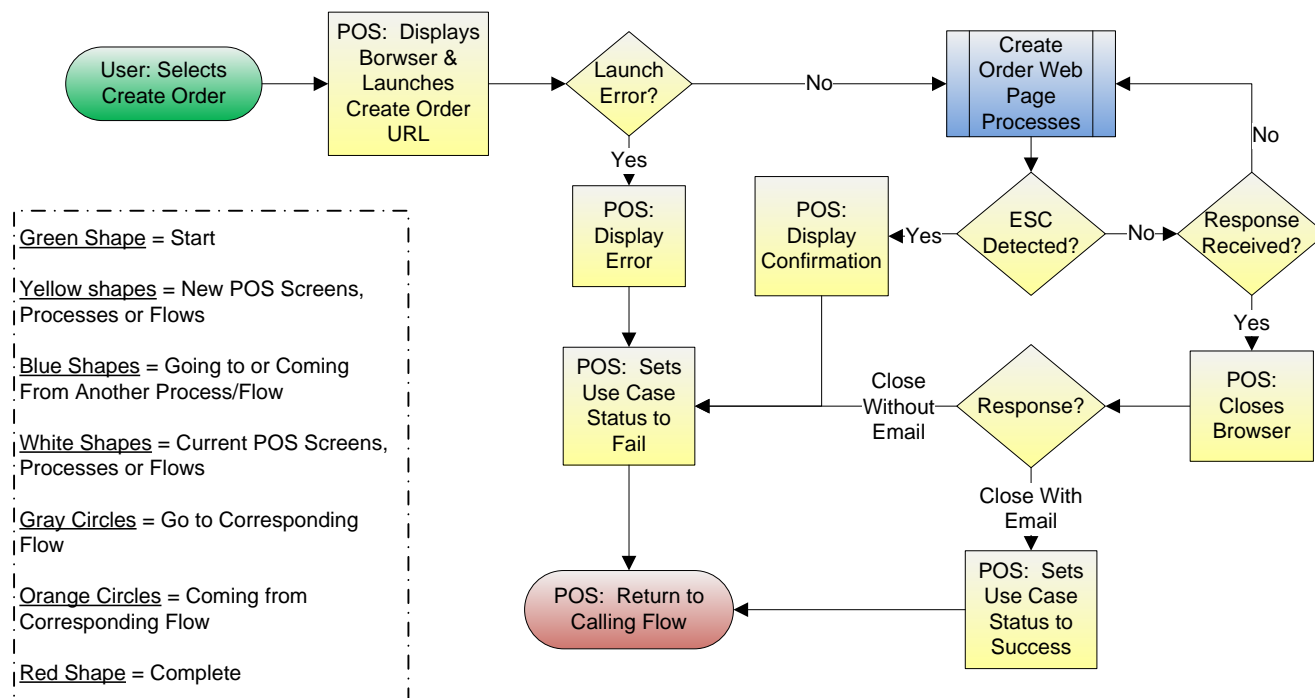 User: Selects
Create Order
POS:  Displays
Borwser &
Launches
Create Order
URL
Launch
Error?
No
Create
Order Web
Page
Processes
Yes
No
POS:
Display
Error
POS:
Display
Confirmation
Yes
ESC
Detected?
No
Response
Received?
Yes
POS:  Sets
Use Case
Status to
Fail
Close
Without
Email
Response?
POS:
Closes
Browser
Close With
Email
POS:  Return to
Calling Flow
POS:  Sets
Use Case
Status to
Success
Green Shape = Start
Yellow shapes = New POS Screens,
Processes or Flows
Blue Shapes = Going to or Coming
From Another Process/Flow
White Shapes = Current POS Screens,
Processes or Flows
Gray Circles = Go to Corresponding
Flow
Orange Circles = Coming from
Corresponding Flow
Red Shape = Complete